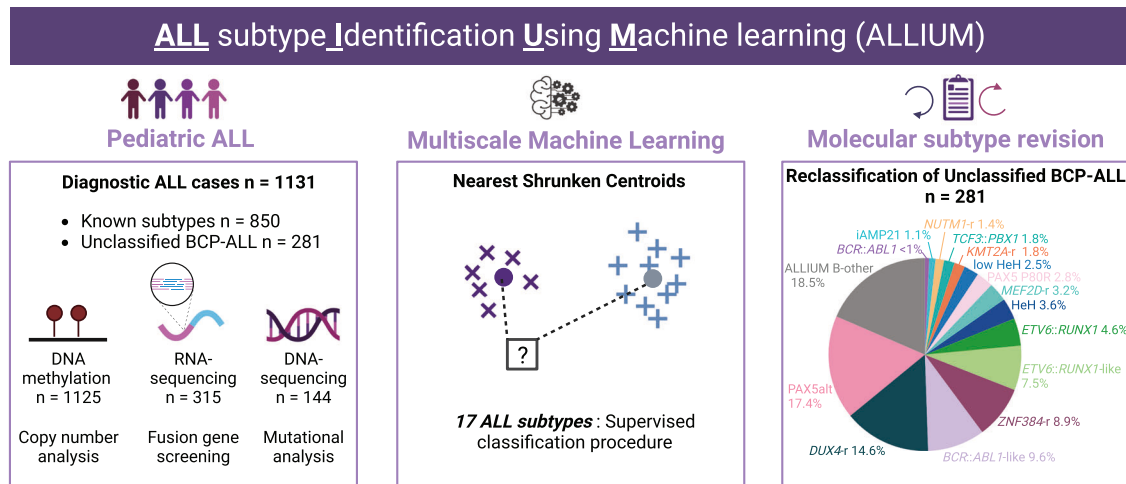 ALL subtype Identification Using Machine learning (ALLIUM)
Pediatric ALL
Diagnostic ALL cases n = 1131
• Known subtypes n = 850
• Unclassified BCP-ALL n = 281
DNA
methylation
n = 1125
RNA-
sequencing
n = 315
DNA-
sequencing
n = 144
Copy number
analysis
Fusion gene
screening
Mutational
analysis
Multiscale Machine Learning
Nearest Shrunken Centroids
?
17 ALL subtypes : Supervised
classification procedure
Molecular subtype revision
Reclassification of Unclassified BCP-ALL
n = 281
NUTM1-r 1.4%
iAMP21 1.1%
TCF3::PBX1 1.8%
BCR::ABL1 <1%
KMT2A-r 1.8%
low HeH 2.5%
ALLIUM B-other
18.5%
PAX5 P80R 2.8%
MEF2D-r 3.2%
HeH 3.6%
ETV6::RUNX1 4.6%
ETV6::RUNX1-like
7.5%
PAX5alt
17.4%
ZNF384-r 8.9%
DUX4-r 14.6%
BCR::ABL1-like 9.6%